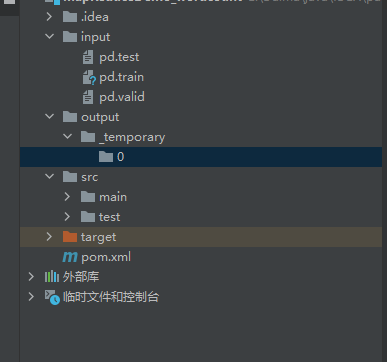 .idea
input
pd.test
pd.train
pd.valid
output
_temporary
0
src
main
test
target
pom.xml
外部库
临时文件和控制台